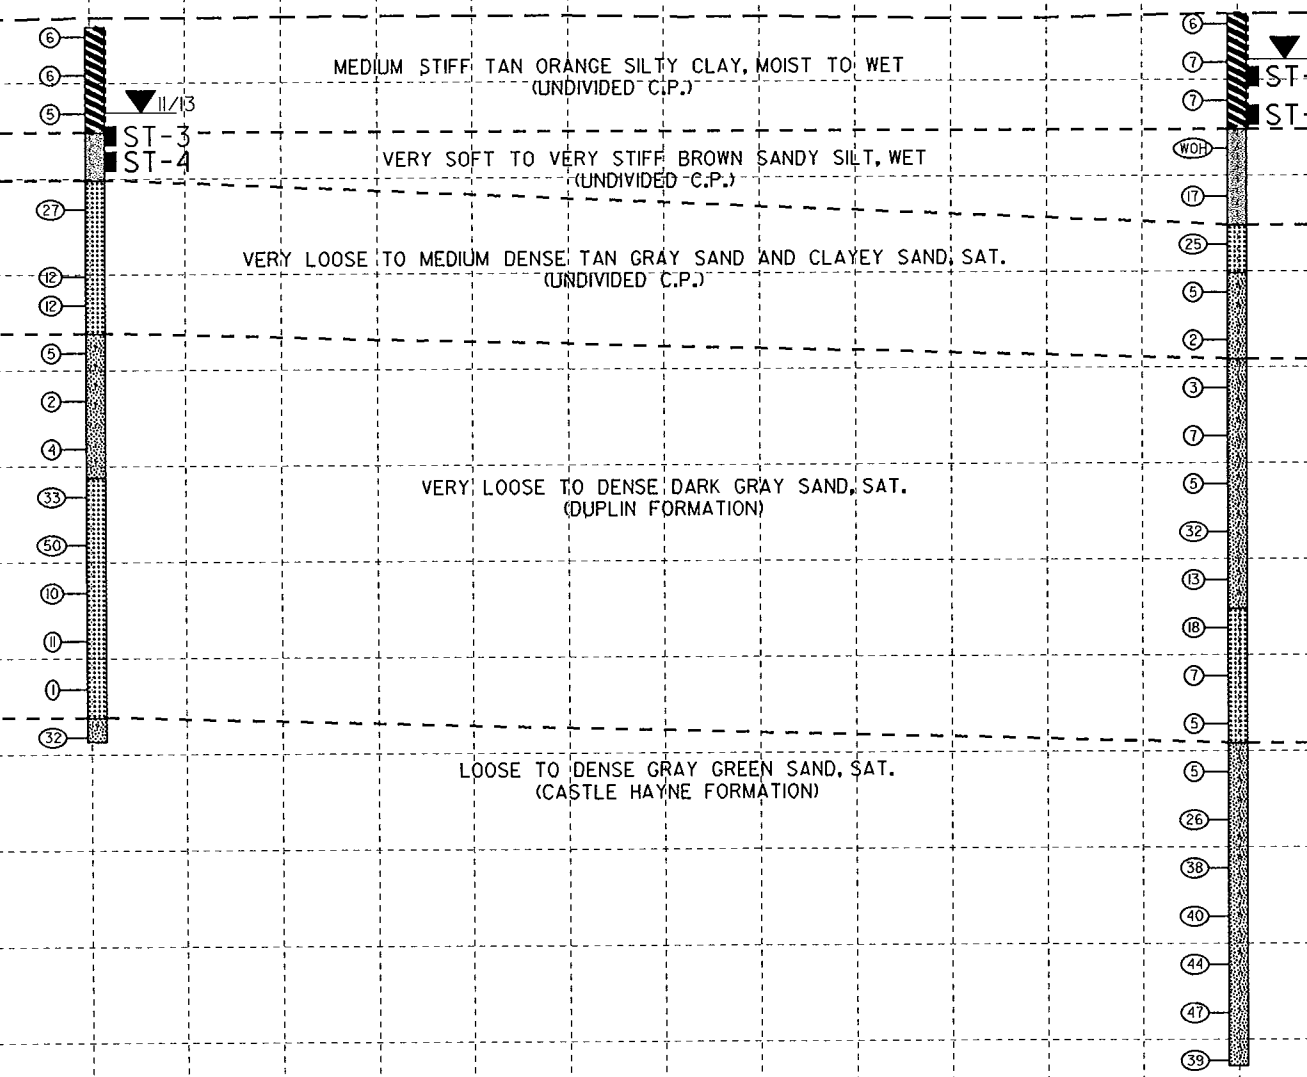 6
6
5
11/13
ST-3
ST-4
27
12
12
5
2
4
33
50
10
11
1
32
MEDIUM STIFF TAN ORANGE SILTY CLAY, MOIST TO WET
(UNDIVIDED C.P.)
VERY SOFT TO VERY STIFF BROWN SANDY SILT, WET
(UNDIVIDED C.P.)
VERY LOOSE TO MEDIUM DENSE TAN GRAY SAND AND CLAYEY SAND, SAT.
(UNDIVIDED C.P.)
VERY LOOSE TO DENSE DARK GRAY SAND, SAT.
(DUPLIN FORMATION)
LOOSE TO DENSE GRAY GREEN SAND, SAT.
(CASTLE HAYNE FORMATION)
6
7
ST-
7
ST-
WOH
17
25
5
2
3
7
5
32
13
18
7
5
5
26
38
40
44
47
39